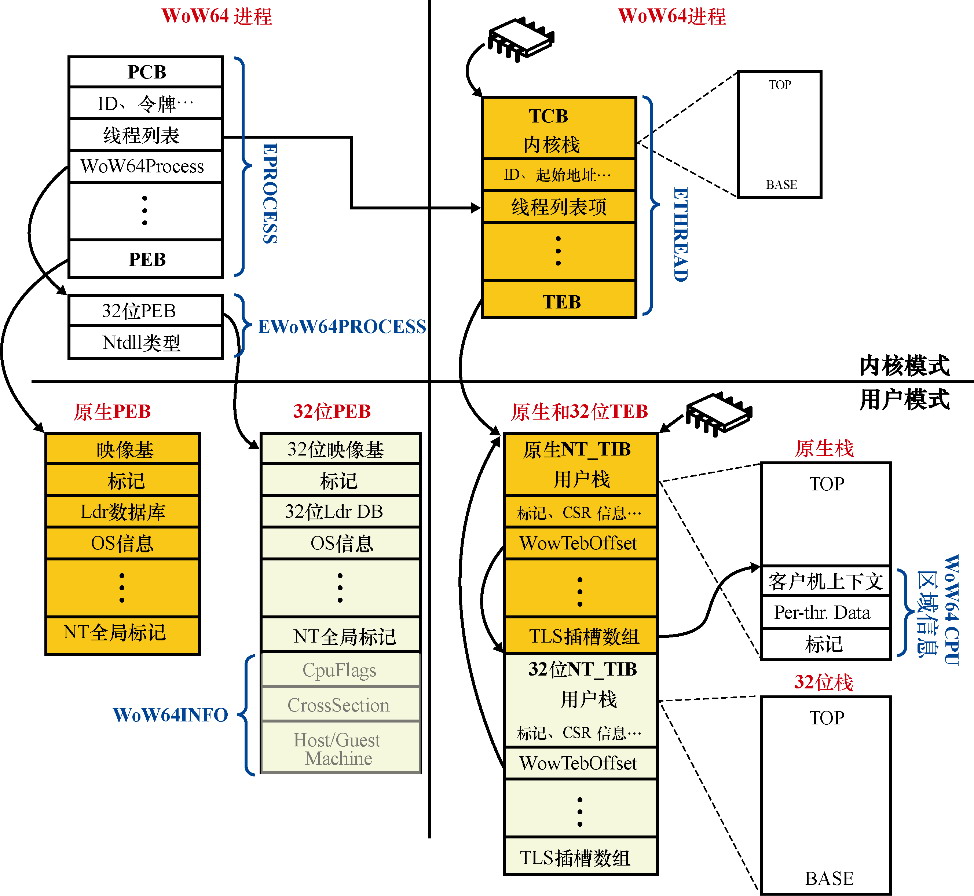 WoW64 进程
PCB
ID、令牌…
线程列表
WoW64Process
⋮
PEB
EPROCESS
32位PEB
Ntdll类型
EWoW64PROCESS
WoW64进程
TCB
内核栈
ID、起始地址…
线程列表项
⋮
TEB
ETHREAD
TOP
BASE
内核模式
用户模式
原生PEB
映像基
标记
Ldr数据库
OS信息
⋮
NT全局标记
32位PEB
32位映像基
标记
32位Ldr DB
OS信息
⋮
NT全局标记
CpuFlags
CrossSection
Host/Guest
Machine
WoW64INFO
原生和32位TEB
原生NT_TIB
用户栈
标记、CSR 信息…
WowTebOffset
⋮
TLS插槽数组
32位NT_TIB
用户栈
标记、CSR 信息…
WowTebOffset
⋮
TLS插槽数组
原生栈
TOP
客户机上下文
Per-thr. Data
标记
WoW64 CPU
区域信息
32位栈
TOP
BASE